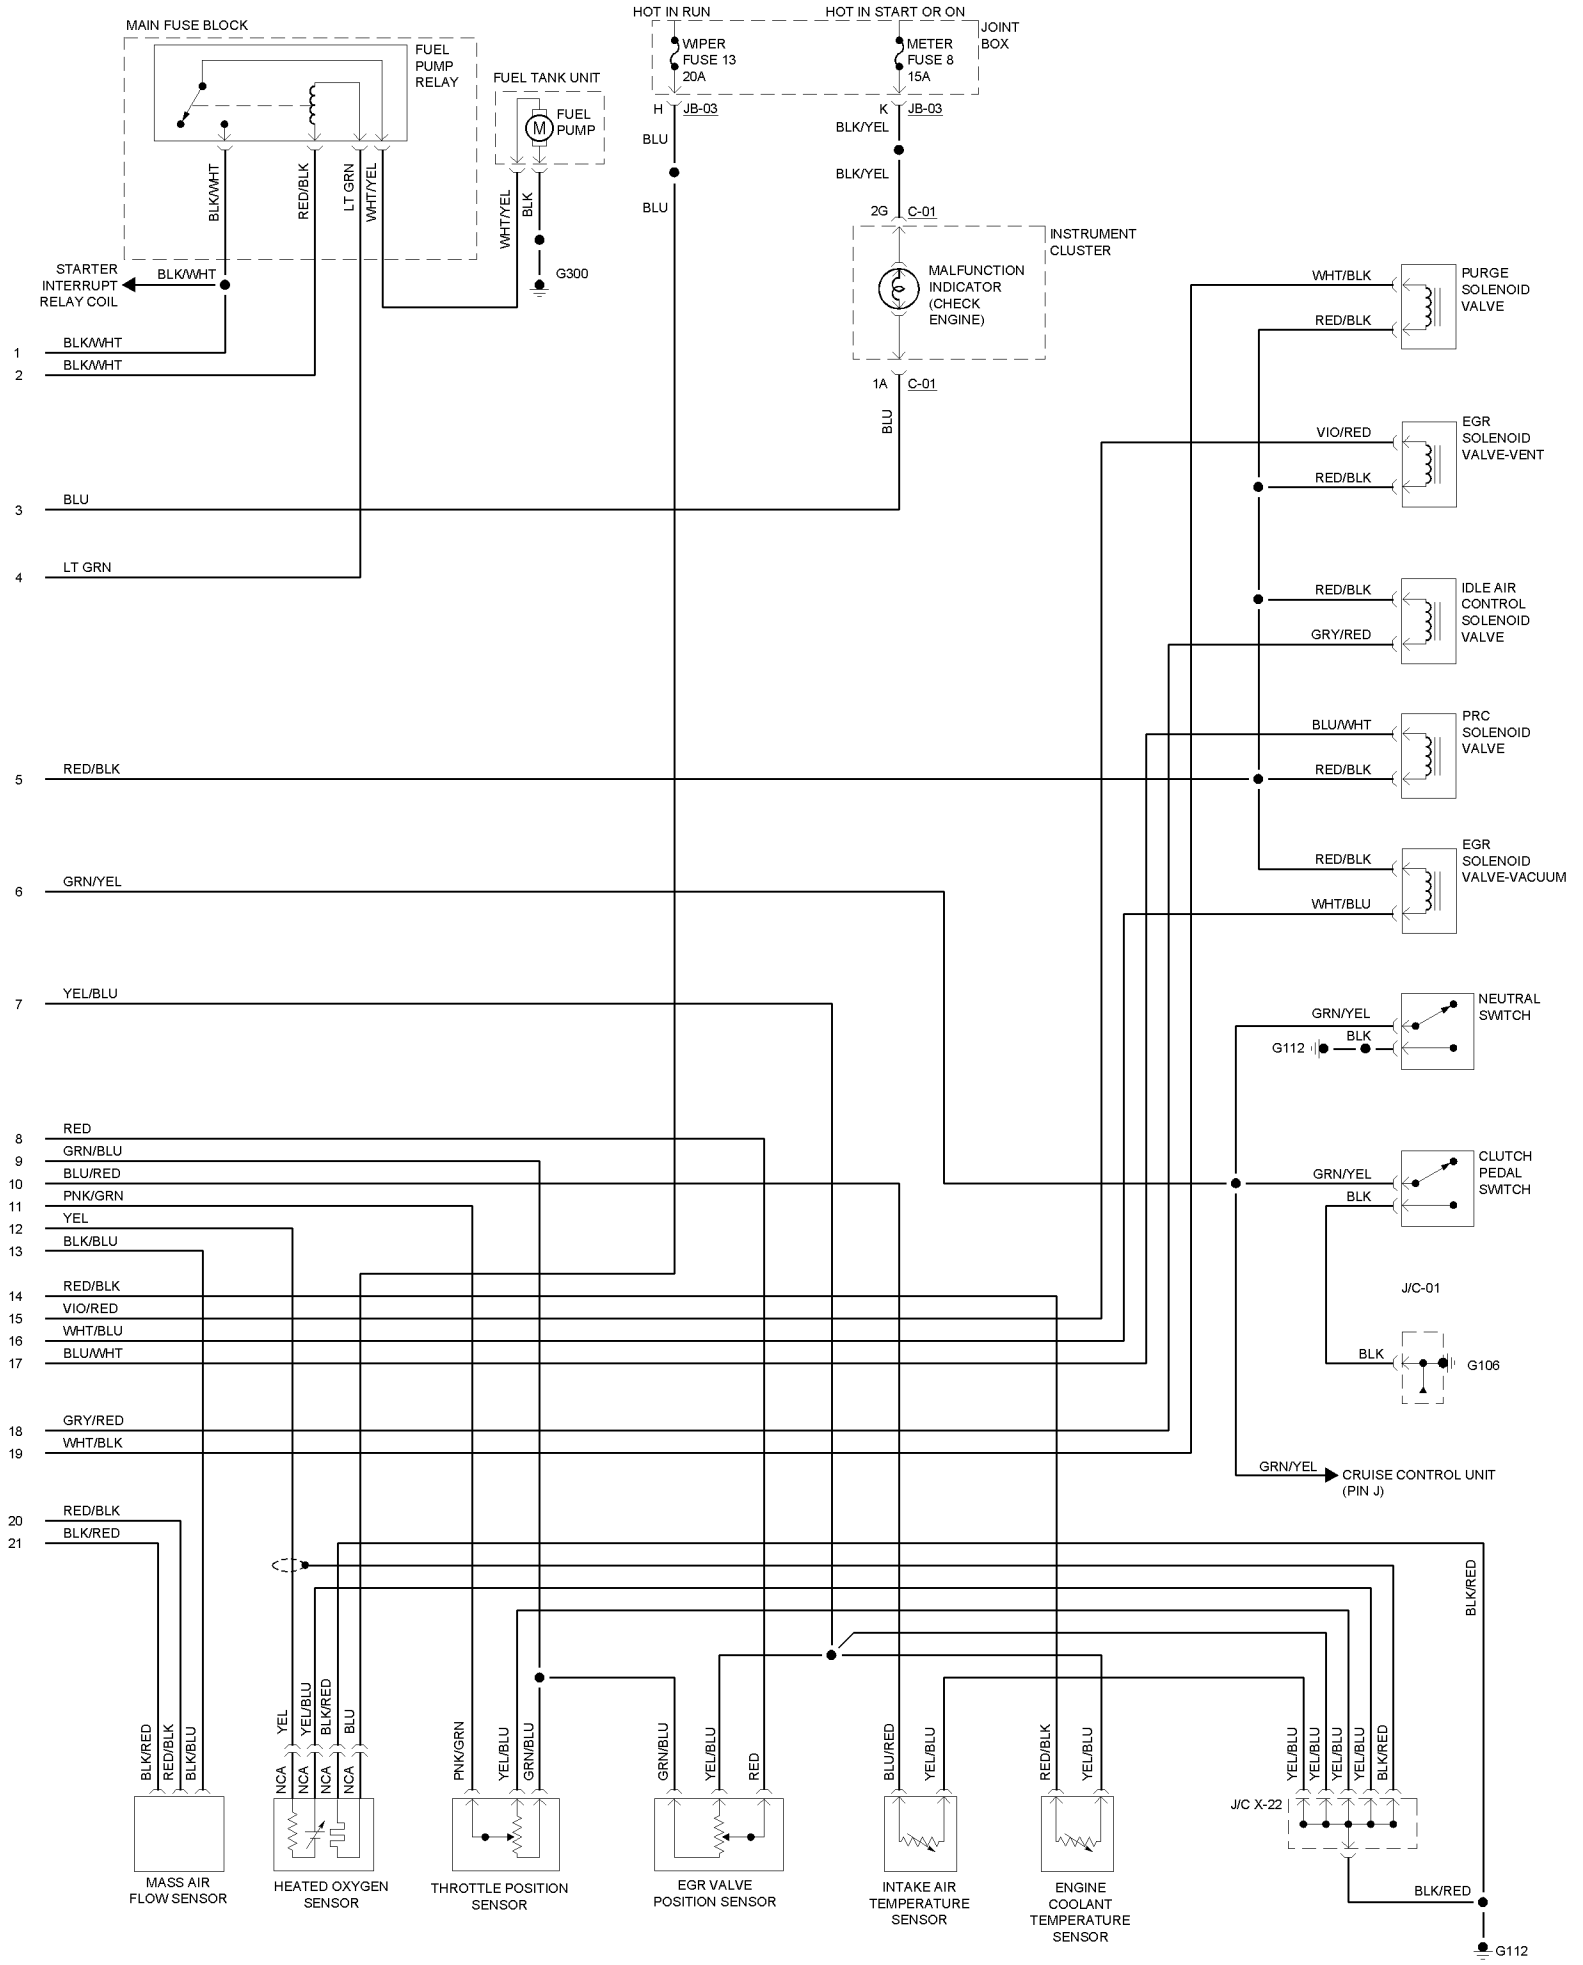 MAIN FUSE BLOCK
FUEL
PUMP
RELAY
FUEL TANK UNIT
FUEL
PUMP
M
HOT IN RUN
HOT IN START OR ON
WIPER
FUSE 13
20A
METER
FUSE 8
15A
JOINT
BOX
H
JB-03
K
JB-03
BLU
BLK/YEL
BLU
BLK/YEL
BLK/WHT
RED/BLK
LT GRN
WHT/YEL
WHT/YEL
BLK
G300
STARTER
INTERRUPT
RELAY COIL
BLK/WHT
2G
C-01
INSTRUMENT
CLUSTER
MALFUNCTION
INDICATOR
(CHECK
ENGINE)
1A
C-01
BLU
WHT/BLK
RED/BLK
PURGE
SOLENOID
VALVE
VIO/RED
RED/BLK
EGR
SOLENOID
VALVE-VENT
RED/BLK
GRY/RED
IDLE AIR
CONTROL
SOLENOID
VALVE
BLU/WHT
RED/BLK
PRC
SOLENOID
VALVE
RED/BLK
WHT/BLU
EGR
SOLENOID
VALVE-VACUUM
GRN/YEL
BLK
G112
NEUTRAL
SWITCH
GRN/YEL
BLK
CLUTCH
PEDAL
SWITCH
J/C-01
BLK
G106
GRN/YEL
CRUISE CONTROL UNIT
(PIN J)
1 BLK/WHT
2 BLK/WHT
3 BLU
4 LT GRN
5 RED/BLK
6 GRN/YEL
7 YEL/BLU
8 RED
9 GRN/BLU
10 BLU/RED
11 PNK/GRN
12 YEL
13 BLK/BLU
14 RED/BLK
15 VIO/RED
16 WHT/BLU
17 BLU/WHT
18 GRY/RED
19 WHT/BLK
20 RED/BLK
21 BLK/RED
BLK/RED
BLK/RED
RED/BLK
BLK/BLU
MASS AIR
FLOW SENSOR
YEL
YEL/BLU
BLK/RED
BLU
NCA
NCA
NCA
NCA
HEATED OXYGEN
SENSOR
PNK/GRN
YEL/BLU
GRN/BLU
THROTTLE POSITION
SENSOR
GRN/BLU
YEL/BLU
RED
EGR VALVE
POSITION SENSOR
BLU/RED
YEL/BLU
INTAKE AIR
TEMPERATURE
SENSOR
RED/BLK
YEL/BLU
ENGINE
COOLANT
TEMPERATURE
SENSOR
YEL/BLU
YEL/BLU
YEL/BLU
YEL/BLU
BLK/RED
J/C X-22
BLK/RED
G112